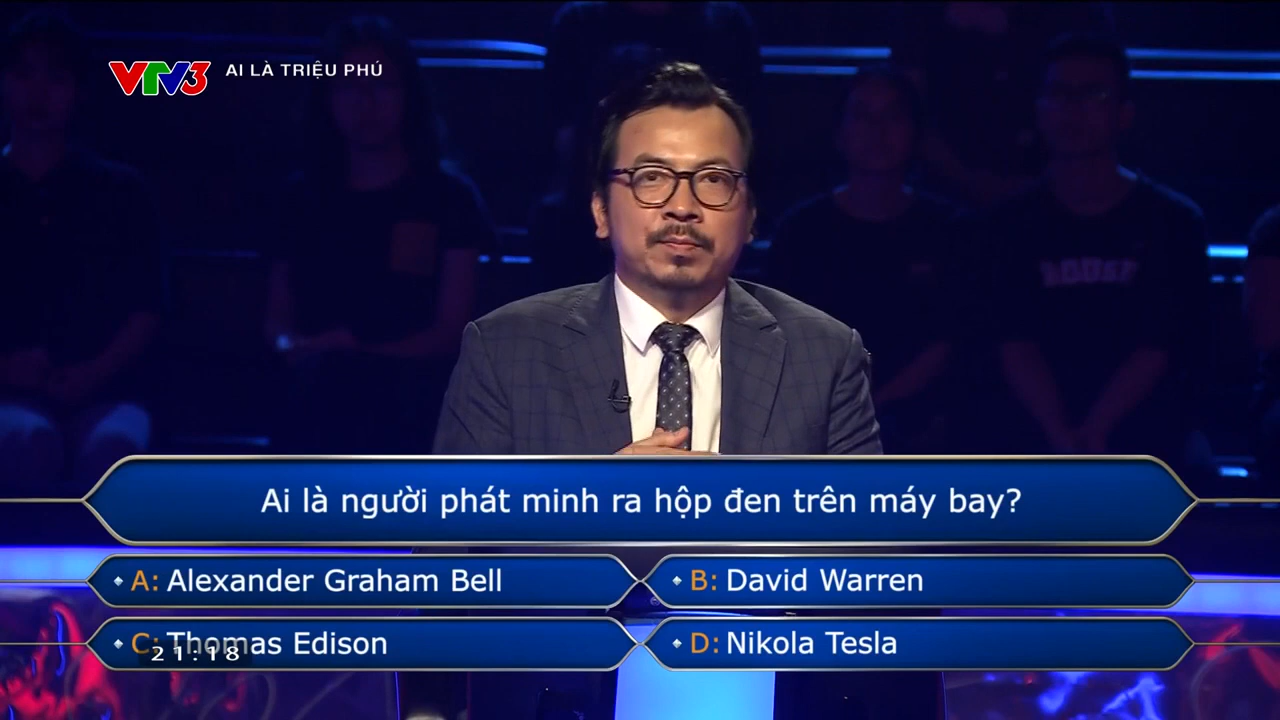 VTV3
AI LÀ TRIỆU PHÚ
Ai là người phát minh ra hộp đen trên máy bay?
A: Alexander Graham Bell
B: David Warren
C: Thomas Edison
D: Nikola Tesla
21:18